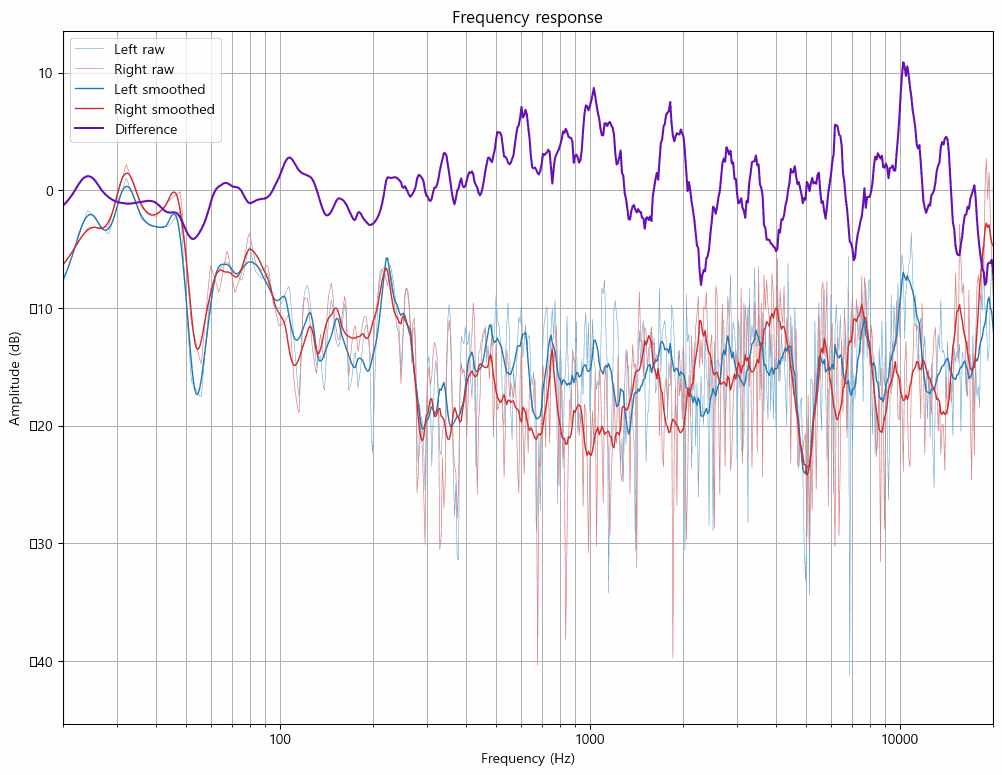 Frequency response
Left raw
Right raw
Left smoothed
Right smoothed
Difference
10
0
▯10
▯20
▯30
▯40
Amplitude (dB)
100
1000
10000
Frequency (Hz)